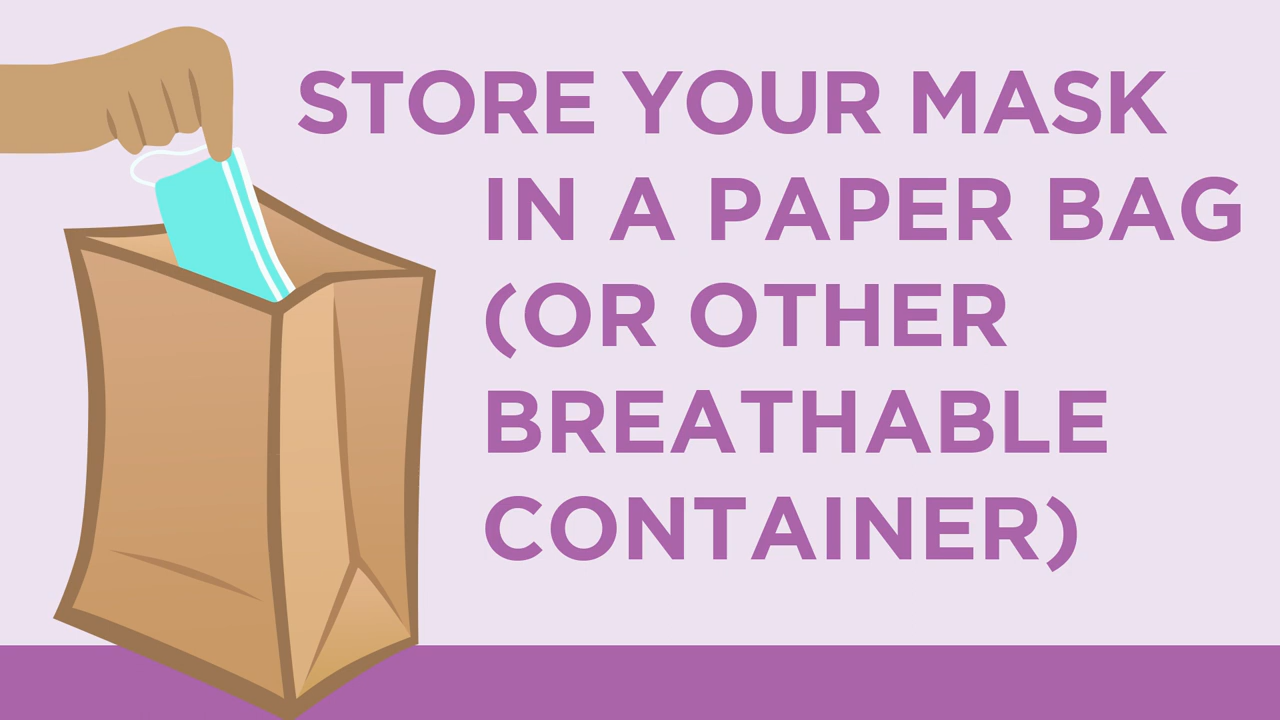 STORE YOUR MASK
IN A PAPER BAG
(OR OTHER
BREATHABLE
CONTAINER)